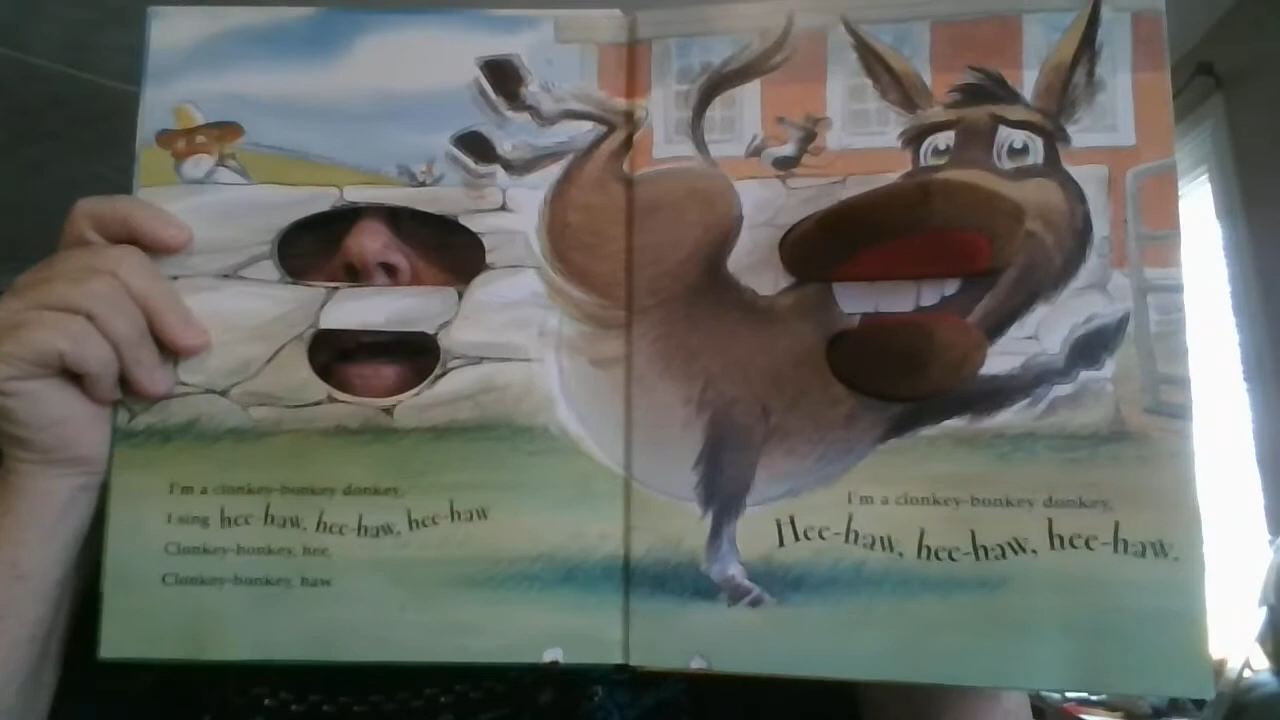 I'm a clonkey-bonkey donkey,
I sing hee-haw, hee-haw, hee-haw
Clonkey-bonkey, hee.
Clonkey-bonkey, haw.
I'm a clonkey-bonkey donkey,
Hee-haw, hee-haw, hee-haw.